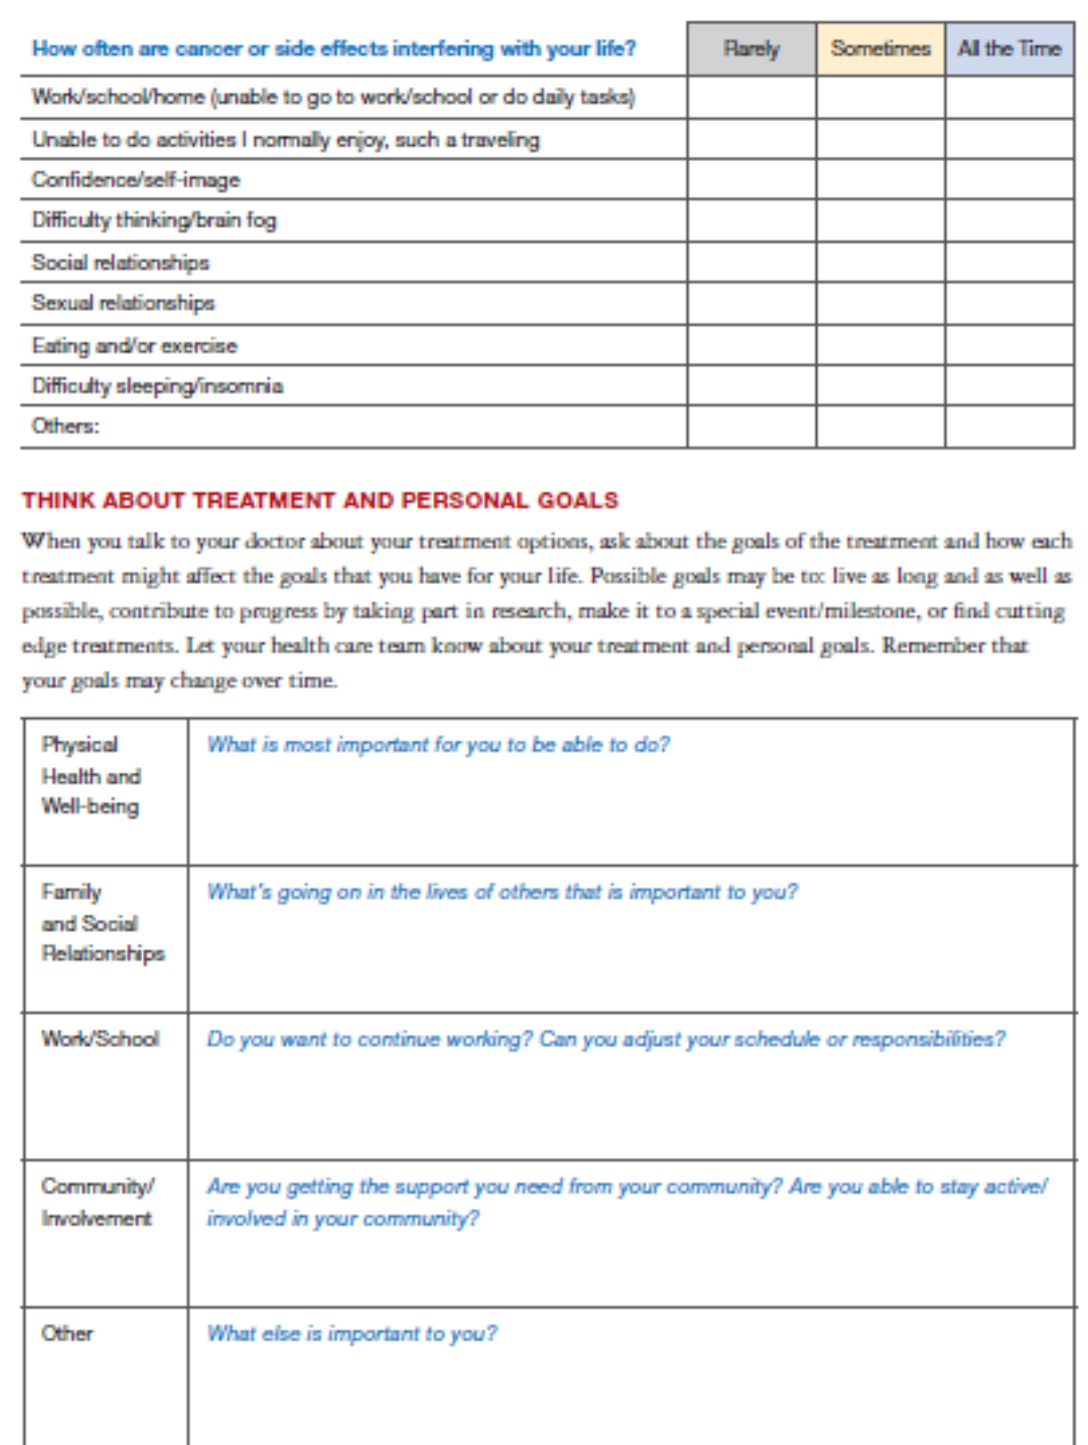 How often are cancer or side effects interfering with your life? Rarely Sometimes All the Time
Work/school/home (unable to go to work/school or do daily tasks)
Unable to do activities I normally enjoy, such a traveling
Confidence/self-image
Difficulty thinking/brain fog
Social relationships
Sexual relationships
Eating and/or exercise
Difficulty sleeping/insomnia
Others:
THINK ABOUT TREATMENT AND PERSONAL GOALS
When you talk to your doctor about your treatment options, ask about the goals of the treatment and how each
treatment might affect the goals that you have for your life. Possible goals may be to: live as long and as well as
possible, contribute to progress by taking part in research, make it to a special event/milestone, or find cutting
edge treatments. Let your health care team know about your treatment and personal goals. Remember that
your goals may change over time.
Physical
Health and
Well-being
What is most important for you to be able to do?
Family
and Social
Relationships
What's going on in the lives of others that is important to you?
Work/School
Do you want to continue working? Can you adjust your schedule or responsibilities?
Community/
Involvement
Are you getting the support you need from your community? Are you able to stay active/
involved in your community?
Other
What else is important to you?